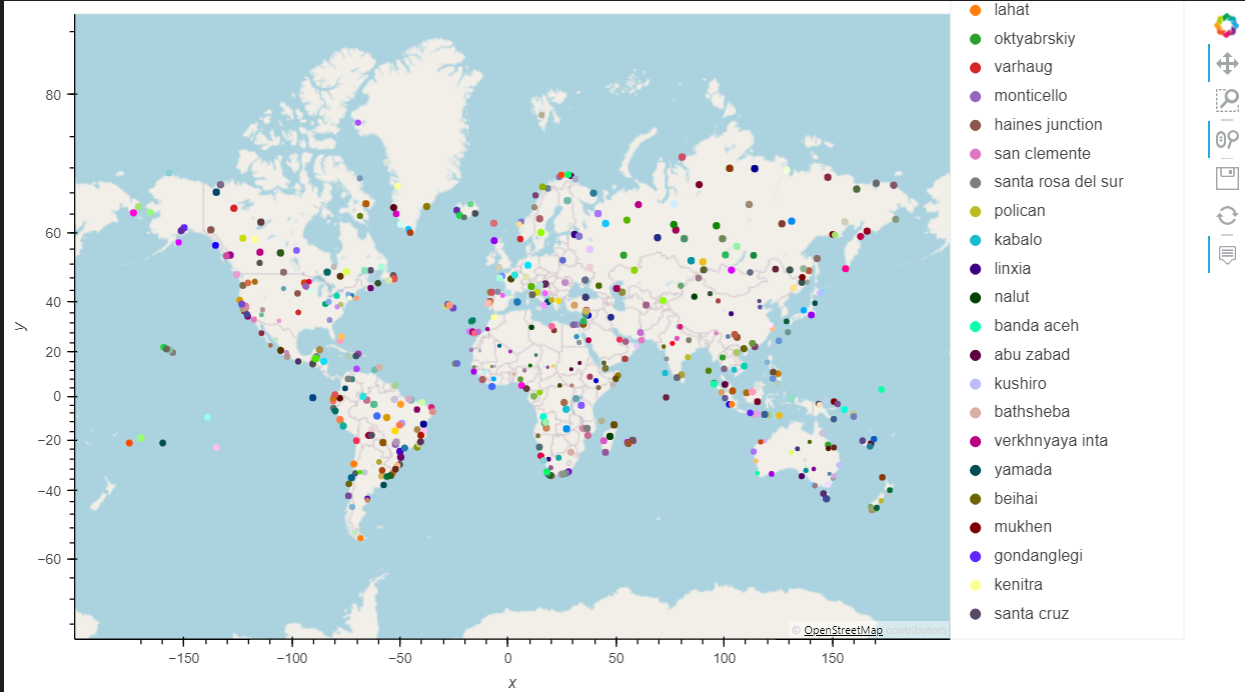 lahat
oktyabrskiy
varhaug
monticello
haines junction
san clemente
santa rosa del sur
polican
kabalo
linxia
nalut
banda aceh
abu zabad
kushiro
bathsheba
verkhnyaya inta
yamada
beihai
mukhen
gondanglegi
kenitra
santa cruz
80
60
40
20
0
−20
−40
−60
y
© OpenStreetMap contributors
−150
−100
−50
0
50
100
150
x